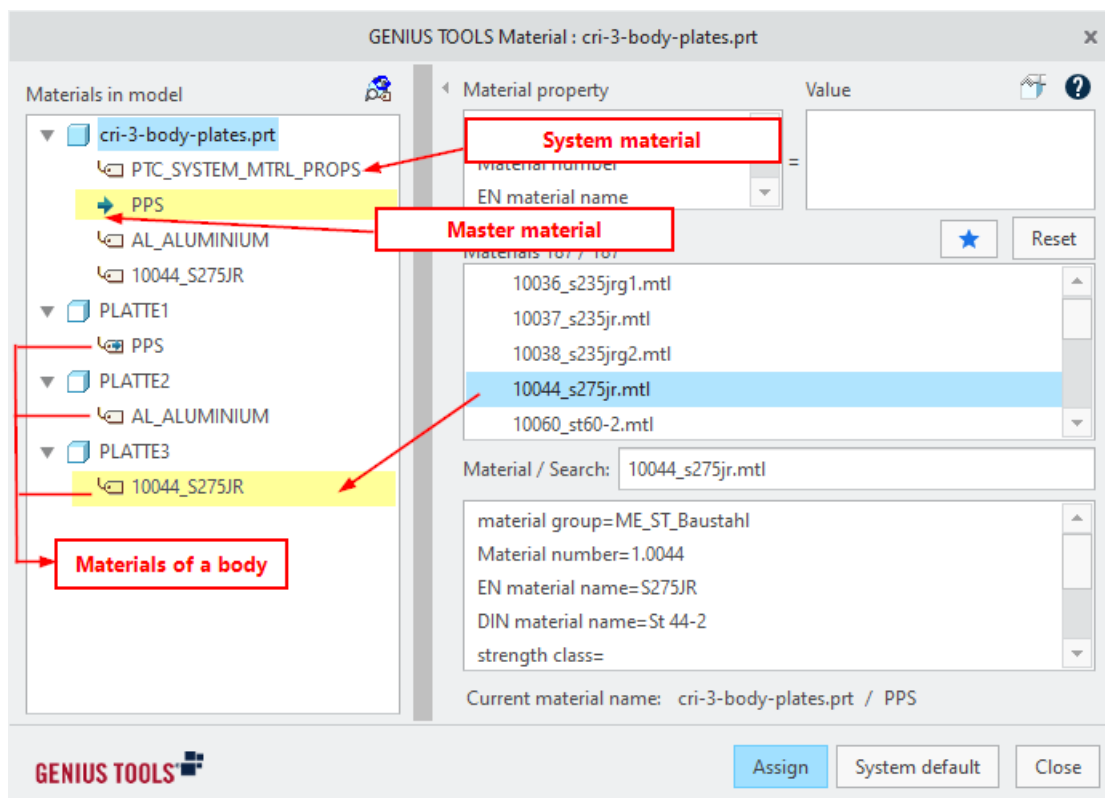 GENIUS TOOLS Material : cri-3-body-plates.prt
Materials in model
cri-3-body-plates.prt
PTC_SYSTEM_MTRL_PROPS
PPS
AL_ALUMINIUM
10044_S275JR
PLATTE1
PPS
PLATTE2
AL_ALUMINIUM
PLATTE3
10044_S275JR
Materials of a body
Material property
Value
System material
Material number
=
EN material name
Master material
Reset
Materials 187 / 187
10036_s235jrg1.mtl
10037_s235jr.mtl
10038_s235jrg2.mtl
10044_s275jr.mtl
10060_st60-2.mtl
Material / Search:
10044_s275jr.mtl
material group=ME_ST_Baustahl
Material number=1.0044
EN material name=S275JR
DIN material name=St 44-2
strength class=
Current material name: cri-3-body-plates.prt / PPS
GENIUS TOOLS
Assign
System default
Close